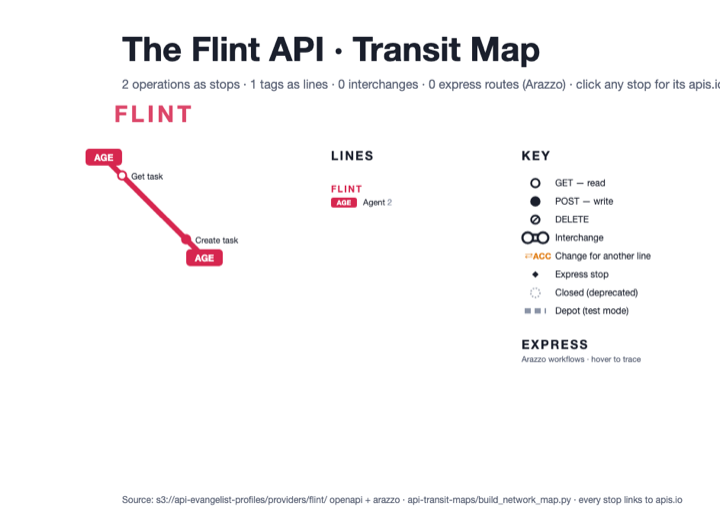 The Flint API · Transit Map
2 operations as stops · 1 tags as lines · 0 interchanges · 0 express routes (Arazzo) · click any stop for its
FLINT
AGE
Get task
Create task
AGE
LINES
FLINT
AGE Agent 2
KEY
GET — read
POST — write
DELETE
Interchange
⇄ACC Change for another line
Express stop
Closed (deprecated)
Depot (test mode)
EXPRESS
Arazzo workflows · hover to trace
Source: s3://api-evangelist-profiles/providers/flint/ openapi + arazzo · api-transit-maps/build_network_map.py · every stop links to apis.io